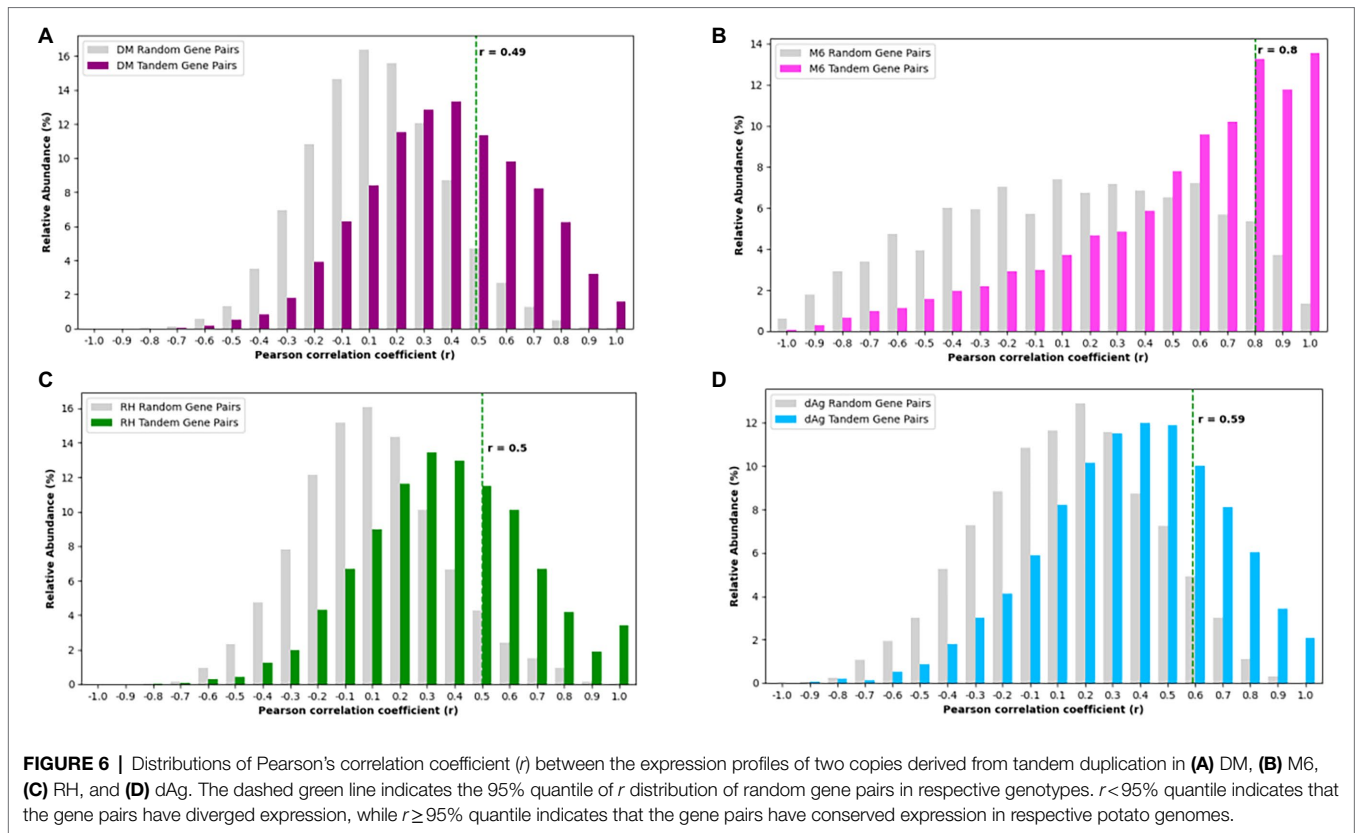 A
DM Random Gene Pairs
DM Tandem Gene Pairs
r = 0.49
Relative Abundance (%)
16
14
12
10
8
6
4
2
0
-1.0 -0.9 -0.8 -0.7 -0.6 -0.5 -0.4 -0.3 -0.2 -0.1 0.1 0.2 0.3 0.4 0.5 0.6 0.7 0.8 0.9 1.0
Pearson correlation coefficient (r)
B
M6 Random Gene Pairs
M6 Tandem Gene Pairs
r = 0.8
Relative Abundance (%)
14
12
10
8
6
4
2
0
-1.0 -0.9 -0.8 -0.7 -0.6 -0.5 -0.4 -0.3 -0.2 -0.1 0.1 0.2 0.3 0.4 0.5 0.6 0.7 0.8 0.9 1.0
Pearson correlation coefficient (r)
C
RH Random Gene Pairs
RH Tandem Gene Pairs
r = 0.5
Relative Abundance (%)
16
14
12
10
8
6
4
2
0
-1.0 -0.9 -0.8 -0.7 -0.6 -0.5 -0.4 -0.3 -0.2 -0.1 0.1 0.2 0.3 0.4 0.5 0.6 0.7 0.8 0.9 1.0
Pearson correlation coefficient (r)
D
dAg Random Gene Pairs
dAg Tandem Gene Pairs
r = 0.59
Relative Abundance (%)
12
10
8
6
4
2
0
-1.0 -0.9 -0.8 -0.7 -0.6 -0.5 -0.4 -0.3 -0.2 -0.1 0.1 0.2 0.3 0.4 0.5 0.6 0.7 0.8 0.9 1.0
Pearson correlation coefficient (r)
FIGURE 6 | Distributions of Pearson's correlation coefficient (r) between the expression profiles of two copies derived from tandem duplication in (A) DM, (B) M6,
(C) RH, and (D) dAg. The dashed green line indicates the 95% quantile of r distribution of random gene pairs in respective genotypes. r < 95% quantile indicates that
the gene pairs have diverged expression, while r ≥ 95% quantile indicates that the gene pairs have conserved expression in respective potato genomes.